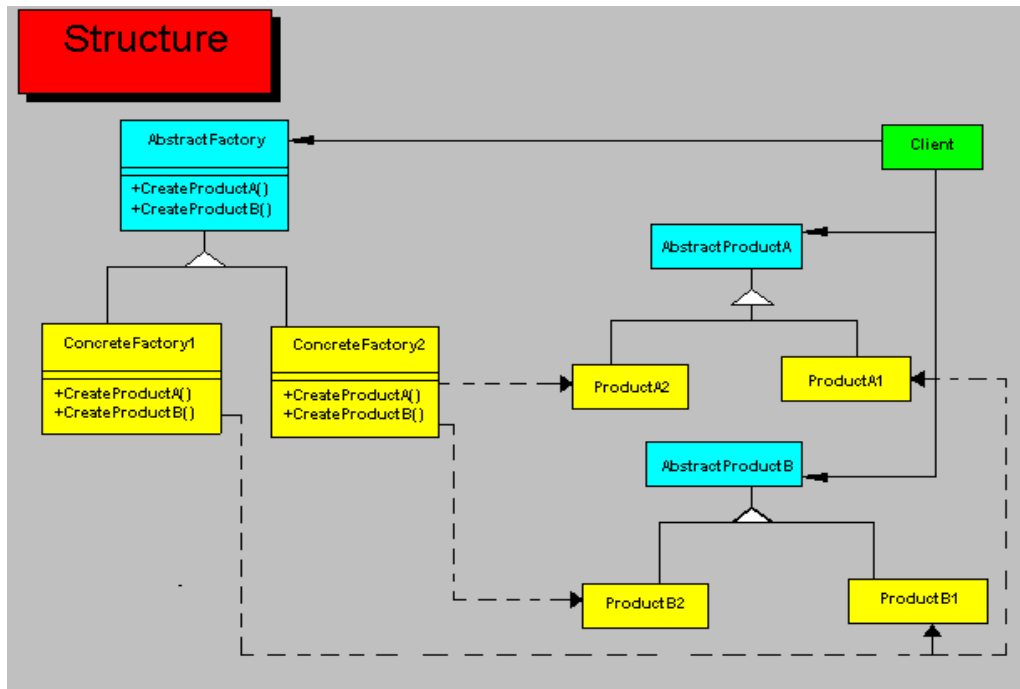 Structure
AbstractFactory
+CreateProductA()
+CreateProductB()
Client
AbstractProductA
ConcreteFactory1
+CreateProductA()
+CreateProductB()
ConcreteFactory2
+CreateProductA()
+CreateProductB()
ProductA2
ProductA1
AbstractProductB
ProductB2
ProductB1